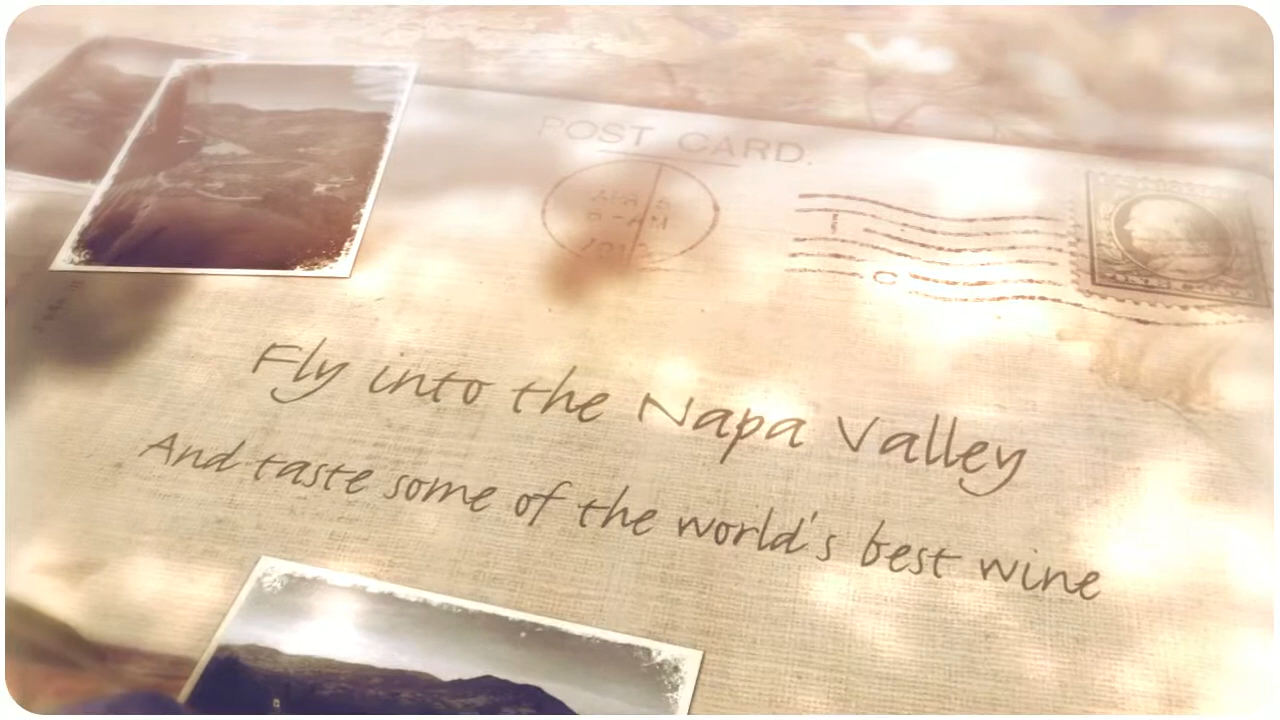 POST CARD.
Fly into the Napa Valley
And taste some of the world's best wine